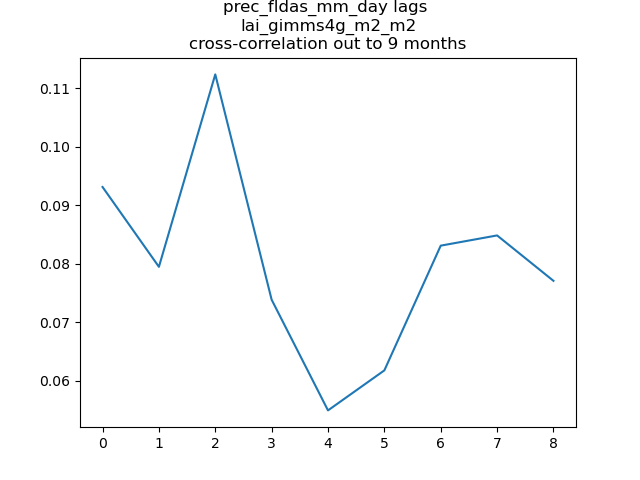 prec_fldas_mm_day lags
lai_gimms4g_m2_m2
cross-correlation out to 9 months
0.11
0.10
0.09
0.08
0.07
0.06
0 1 2 3 4 5 6 7 8